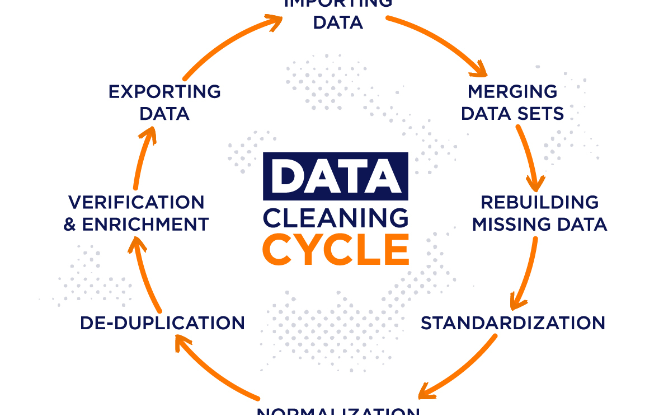 IMPORTING
DATA
MERGING
DATA SETS
REBUILDING
MISSING DATA
STANDARDIZATION
NORMALIZATION
DE-DUPLICATION
VERIFICATION
& ENRICHMENT
EXPORTING
DATA
DATA
CLEANING
CYCLE